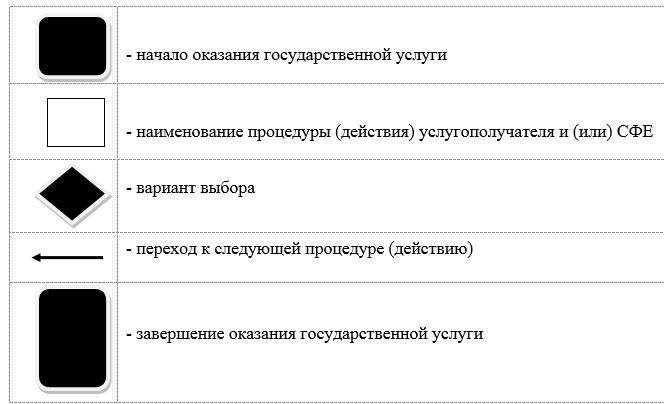 - начало оказания государственной услуги
- наименование процедуры (действия) услугополучателя и (или) СФЕ
- вариант выбора
- переход к следующей процедуре (действию)
- завершение оказания государственной услуги